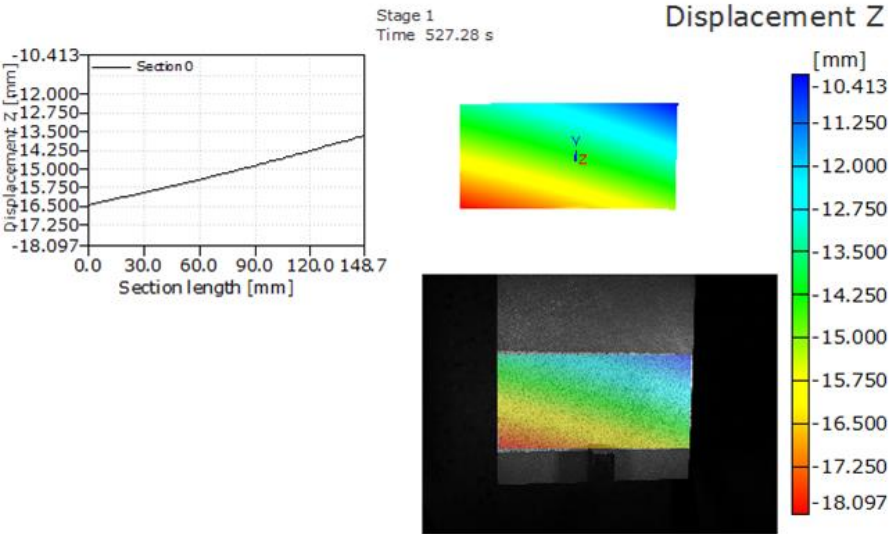 Stage 1
Time 527.28 s
Displacement Z
Displacement Z [mm]
-10.413
-12.000
-12.750
-13.500
-14.250
-15.000
-15.750
-16.500
-17.250
-18.097
Section 0
0.0 30.0 60.0 90.0 120.0 148.7
Section length [mm]
Y
Z
[mm]
-10.413
-11.250
-12.000
-12.750
-13.500
-14.250
-15.000
-15.750
-16.500
-17.250
-18.097